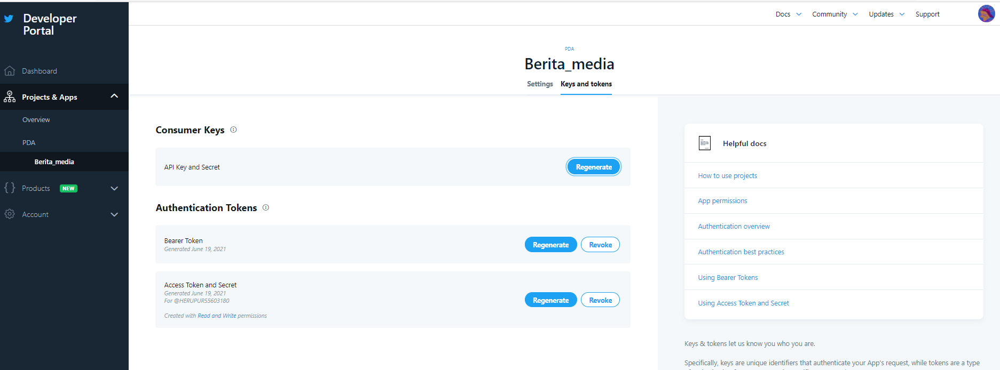 Developer
Portal
Docs
Community
Updates
Support
Dashboard
Projects & Apps
Overview
PDA
Berita_media
Products NEW
Account
PDA
Berita_media
Settings
Keys and tokens
Consumer Keys
API Key and Secret
Regenerate
Authentication Tokens
Bearer Token
Generated June 19, 2021
Regenerate
Revoke
Access Token and Secret
Generated June 19, 2021
For @HERUPUR55603180
Created with Read and Write permissions
Regenerate
Revoke
Helpful docs
How to use projects
App permissions
Authentication overview
Authentication best practices
Using Bearer Tokens
Using Access Token and Secret
Keys & tokens let us know you who you are.
Specifically, keys are unique identifiers that authenticate your App's request, while tokens are a type